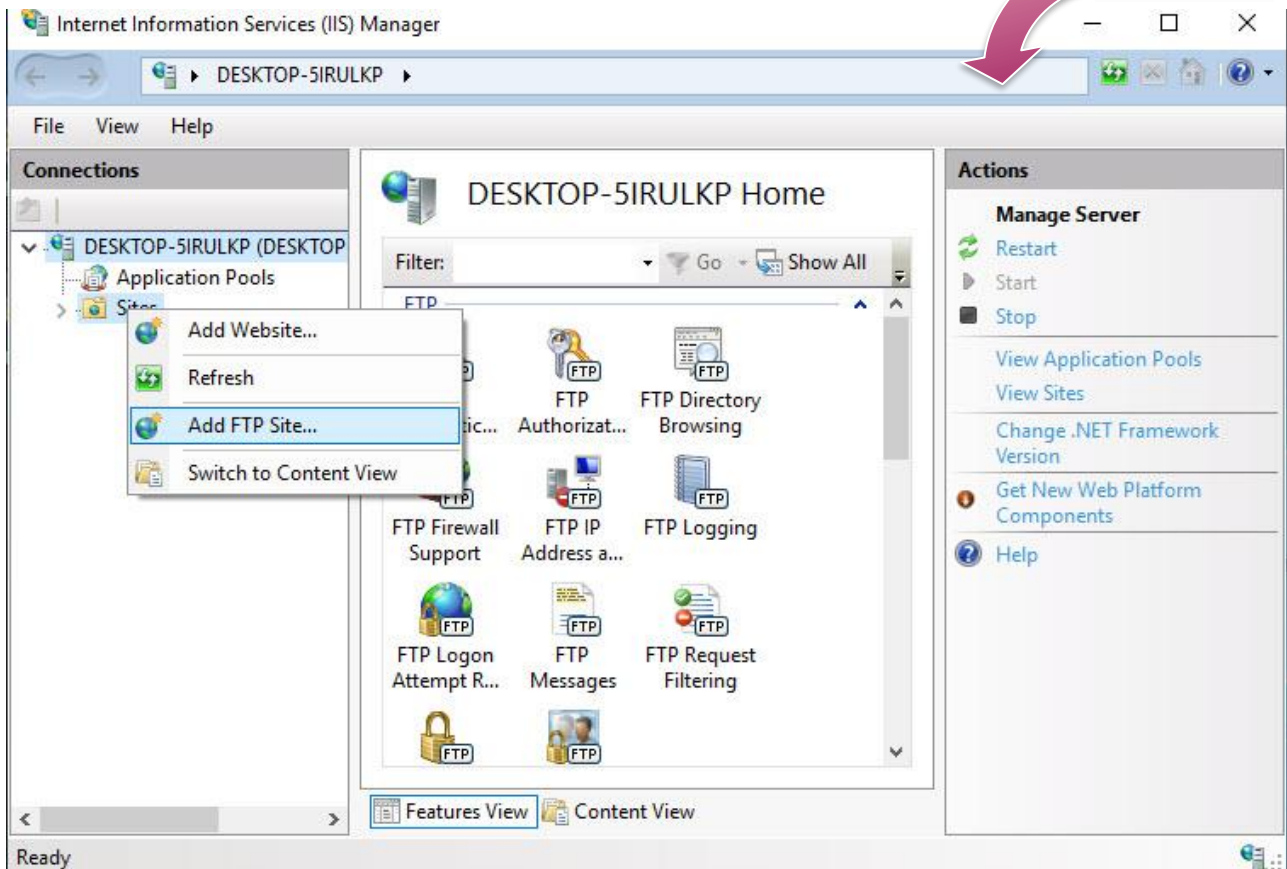 Internet Information Services (IIS) Manager
DESKTOP-5IRULKP
File View Help
Connections
DESKTOP-5IRULKP (DESKTOP
Application Pools
Sites
Add Website...
Refresh
Add FTP Site...
Switch to Content View
DESKTOP-5IRULKP Home
Filter: Go Show All
FTP
FTP FTP
FTP FTP Directory
tic... Authorizat... Browsing
FTP FTP FTP
FTP Firewall FTP IP FTP Logging
Support Address a...
FTP FTP FTP
FTP Logon FTP FTP Request
Attempt R... Messages Filtering
FTP FTP
Features View Content View
Actions
Manage Server
Restart
Start
Stop
View Application Pools
View Sites
Change .NET Framework
Version
Get New Web Platform
Components
Help
Ready